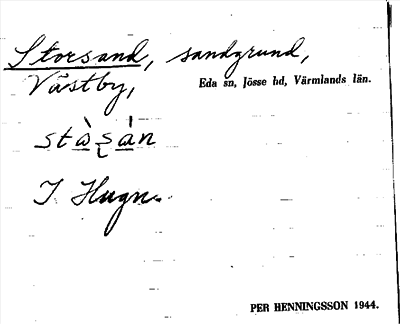 Storsand, sandgrund,
Västby, Eda sn, Jösse hd, Värmlands län.
I Hugn.
PER HENNINGSSON 1944.